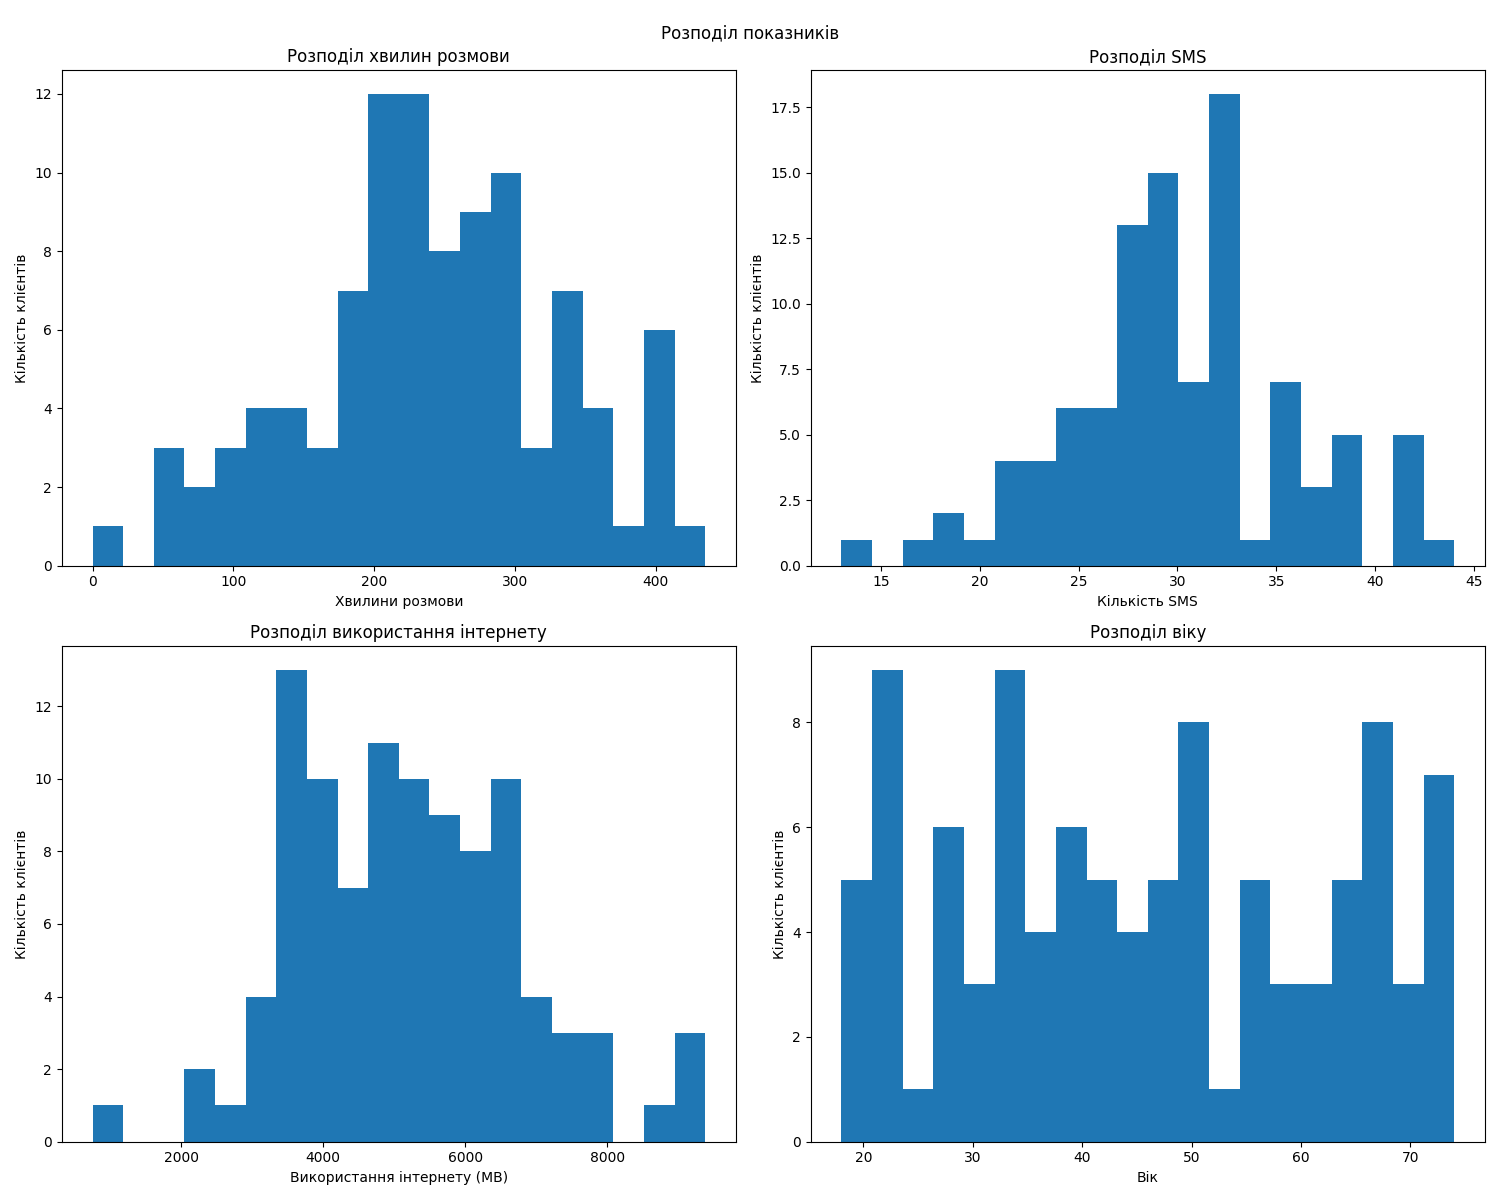 Розподіл показників
Розподіл хвилин розмови
12
10
8
6
4
2
0
Кількість клієнтів
0 100 200 300 400
Хвилини розмови
Розподіл SMS
17.5
15.0
12.5
10.0
7.5
5.0
2.5
0.0
Кількість клієнтів
15 20 25 30 35 40 45
Кількість SMS
Розподіл використання інтернету
12
10
8
6
4
2
0
Кількість клієнтів
2000 4000 6000 8000
Використання інтернету (MB)
Розподіл віку
8
6
4
2
0
Кількість клієнтів
20 30 40 50 60 70
Вік